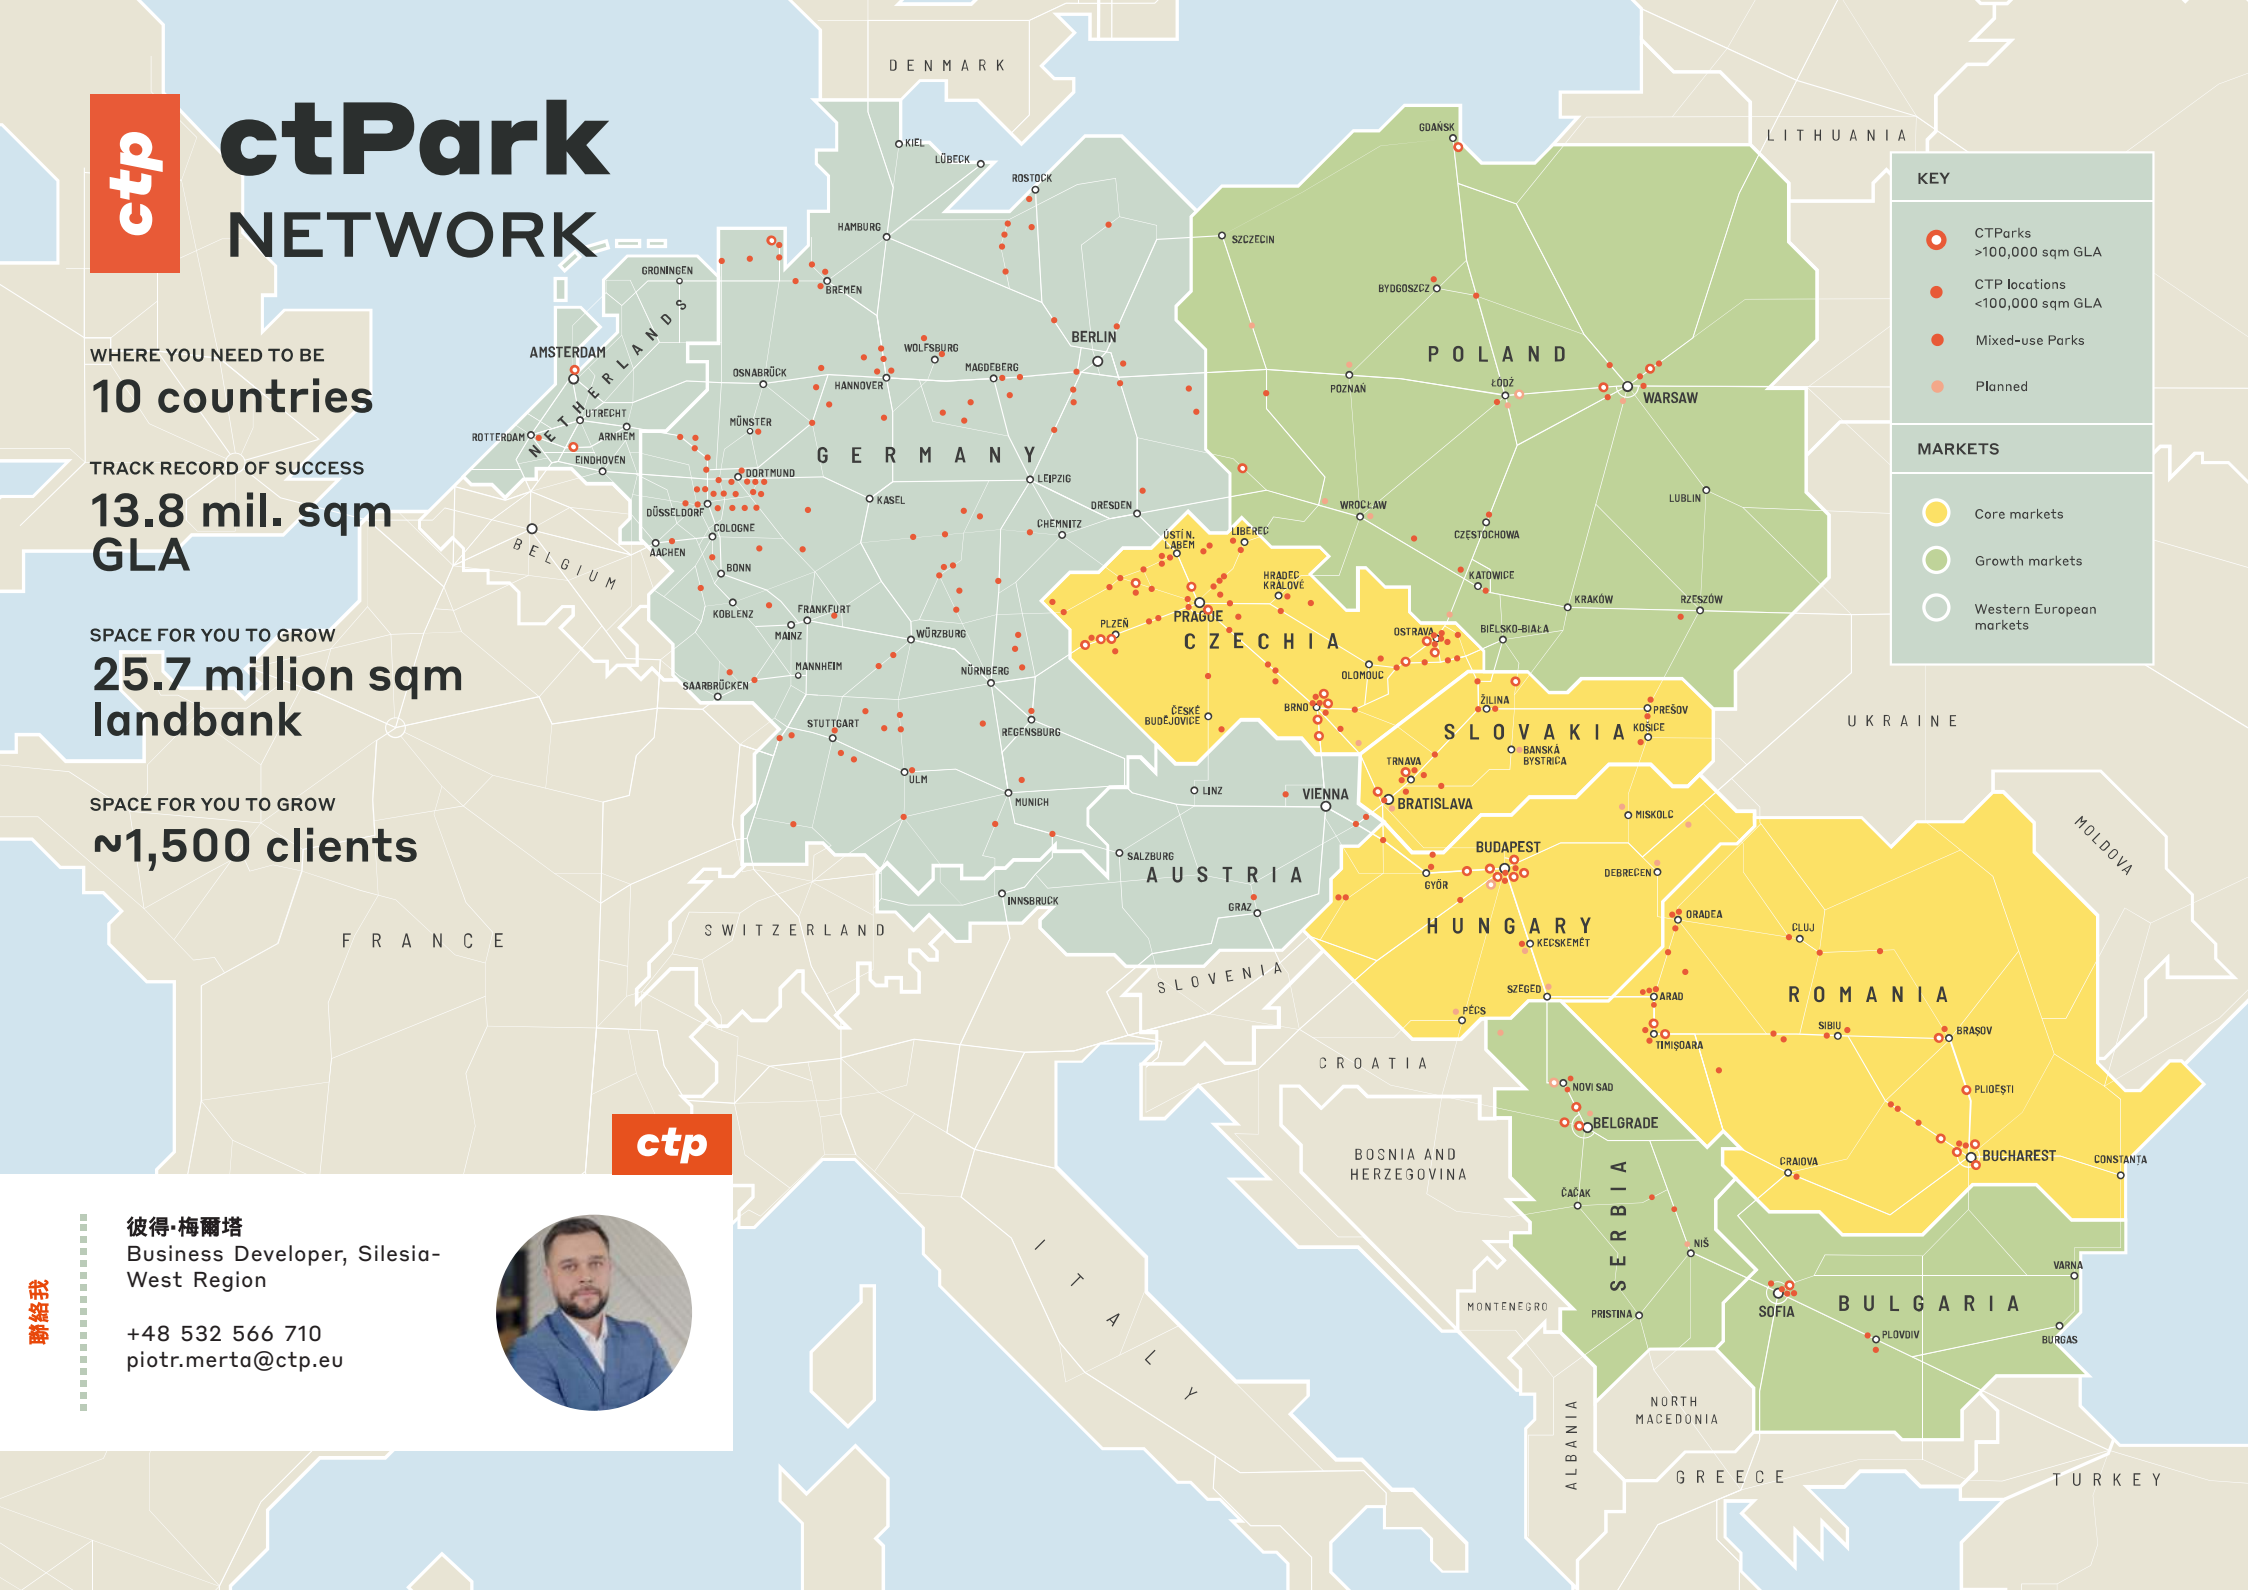 ctp
ctPark
NETWORK
WHERE YOU NEED TO BE
10 countries
TRACK RECORD OF SUCCESS
13.8 mil. sqm
GLA
SPACE FOR YOU TO GROW
25.7 million sqm
landbank
SPACE FOR YOU TO GROW
~1,500 clients
KEY
CTParks
>100,000 sqm GLA
CTP locations
<100,000 sqm GLA
Mixed-use Parks
Planned
MARKETS
Core markets
Growth markets
Western European
markets
DENMARK
LITHUANIA
KIEL
LÜBECK
ROSTOCK
HAMBURG
BREMEN
GRONINGEN
NETHERLANDS
AMSTERDAM
UTRECHT
ROTTERDAM
ARNHEM
EINDHOVEN
BELGIUM
OSNABRÜCK
HANNOVER
WOLFSBURG
MAGDEBERG
BERLIN
MÜNSTER
GERMANY
DORTMUND
DÜSSELDORF
COLOGNE
AACHEN
BONN
KOBLENZ
KASEL
LEIPZIG
DRESDEN
CHEMNITZ
FRANKFURT
MAINZ
WÜRZBURG
MANNHEIM
SAARBRÜCKEN
NÜRNBERG
STUTTGART
REGENSBURG
ULM
MUNICH
GDAŃSK
SZCZECIN
BYDGOSZCZ
POLAND
POZNAŃ
ŁÓDŹ
WARSAW
LUBLIN
WROCŁAW
CZĘSTOCHOWA
KATOWICE
KRAKÓW
RZESZÓW
BIELSKO-BIAŁA
ÚSTÍ N.
LABEM
LIBEREC
HRADEC
KRÁLOVÉ
PRAGUE
PLZEŇ
CZECHIA
OSTRAVA
OLOMOUC
BRNO
ČESKÉ
BUDĚJOVICE
ŽILINA
PREŠOV
SLOVAKIA
KOŠICE
BANSKÁ
BYSTRICA
TRNAVA
BRATISLAVA
UKRAINE
MOLDOVA
LINZ
VIENNA
SALZBURG
AUSTRIA
INNSBRUCK
GRAZ
MISKOLC
BUDAPEST
DEBRECEN
GYŐR
HUNGARY
KECSKEMÉT
SZEGED
PÉCS
ORADEA
CLUJ
ROMANIA
ARAD
TIMIȘOARA
SIBIU
BRAȘOV
PLIOEȘTI
BUCHAREST
CRAIOVA
CONSTANȚA
FRANCE
SWITZERLAND
SLOVENIA
CROATIA
BOSNIA AND
HERZEGOVINA
NOVI SAD
BELGRADE
ČAČAK
SERBIA
NIŠ
PRISTINA
MONTENEGRO
ALBANIA
NORTH
MACEDONIA
GREECE
TURKEY
SOFIA
BULGARIA
PLOVDIV
VARNA
BURGAS
ITALY
ctp
聯絡我
彼得·梅爾塔
Business Developer, Silesia-
West Region
+48 532 566 710
piotr.merta@ctp.eu